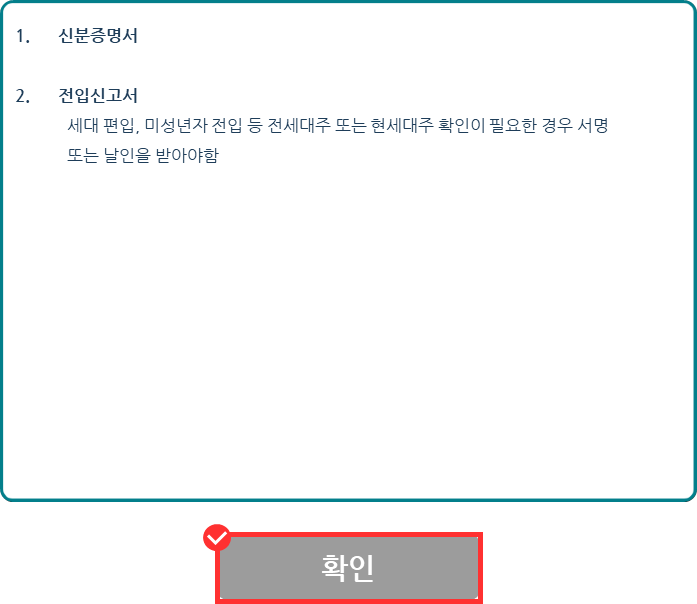 1. 신분증명서
2. 전입신고서
세대 편입, 미성년자 전입 등 전세대주 또는 현세대주 확인이 필요한 경우 서명
또는 날인을 받아야함
확인